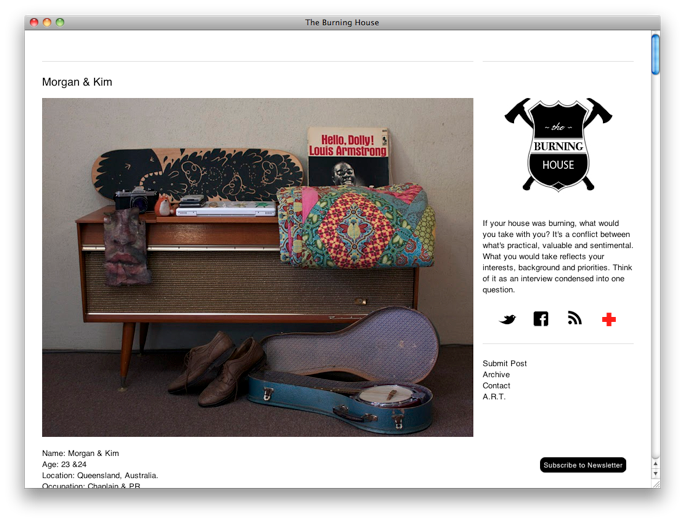 The Burning House
Morgan & Kim
Hello, Dolly!
Louis Armstrong
the
BURNING
HOUSE
If your house was burning, what would
you take with you? It's a conflict between
what's practical, valuable and sentimental.
What you would take reflects your
interests, background and priorities. Think
of it as an interview condensed into one
question.
Submit Post
Archive
Contact
A.R.T.
Name: Morgan & Kim
Age: 23 &24
Location: Queensland, Australia.
Occupation: Chaplain & PR
Subscribe to Newsletter